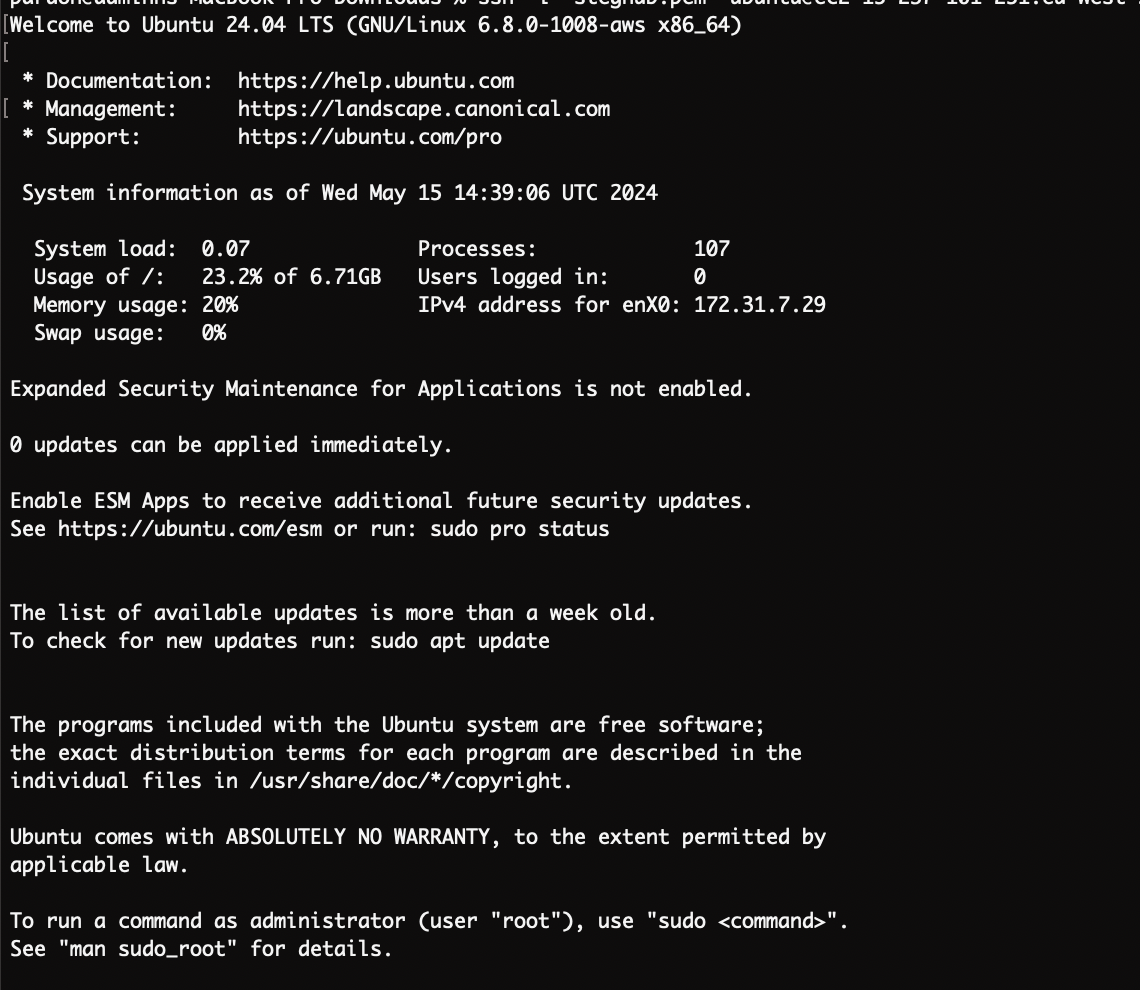 Welcome to Ubuntu 24.04 LTS (GNU/Linux 6.8.0-1008-aws x86_64)
[
 * Documentation:  https://help.ubuntu.com
[ * Management:     https://landscape.canonical.com
 * Support:        https://ubuntu.com/pro
System information as of Wed May 15 14:39:06 UTC 2024
System load:  0.07              Processes:             107
Usage of /:   23.2% of 6.71GB   Users logged in:       0
Memory usage: 20%               IPv4 address for enX0: 172.31.7.29
Swap usage:   0%
Expanded Security Maintenance for Applications is not enabled.
0 updates can be applied immediately.
Enable ESM Apps to receive additional future security updates.
See https://ubuntu.com/esm or run: sudo pro status
The list of available updates is more than a week old.
To check for new updates run: sudo apt update
The programs included with the Ubuntu system are free software;
the exact distribution terms for each program are described in the
individual files in /usr/share/doc/*/copyright.
Ubuntu comes with ABSOLUTELY NO WARRANTY, to the extent permitted by
applicable law.
To run a command as administrator (user "root"), use "sudo <command>".
See "man sudo_root" for details.